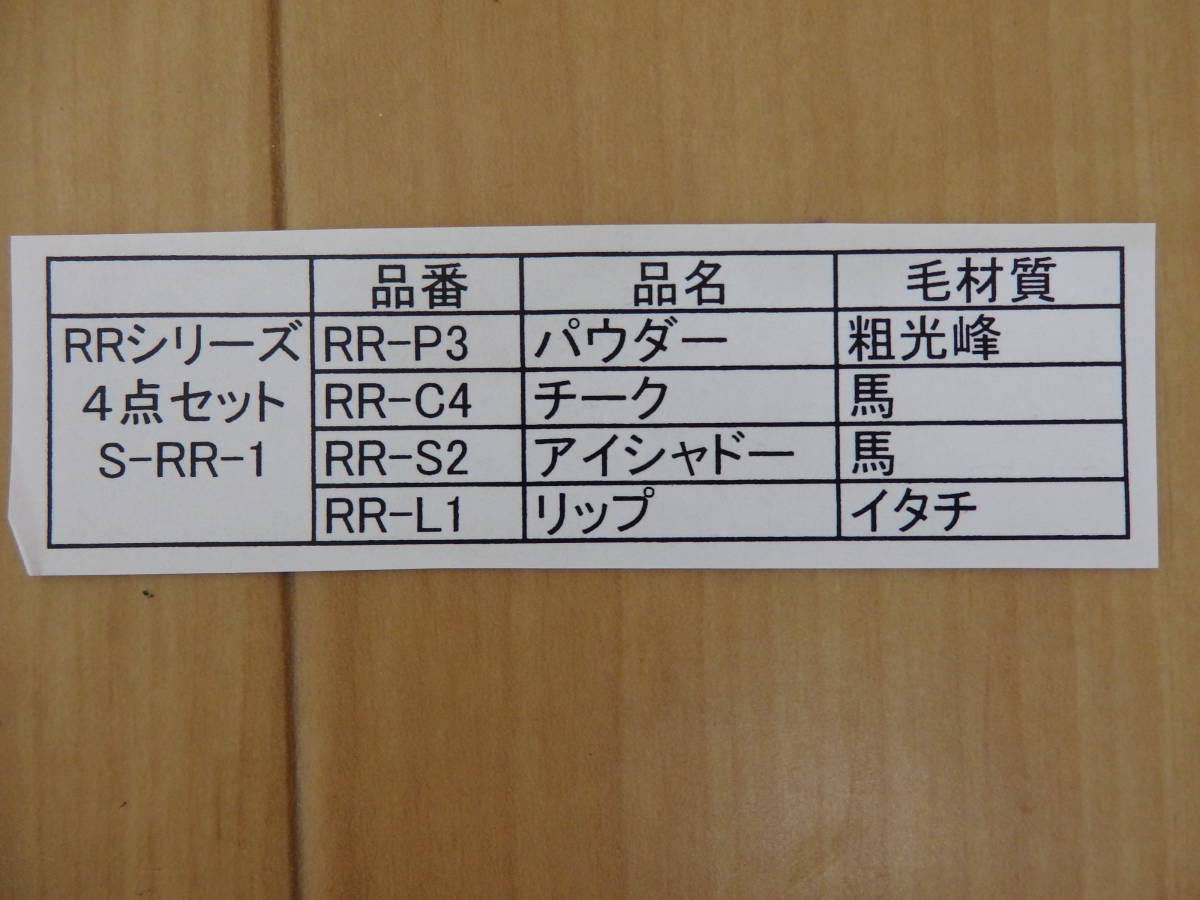 品番 品名 毛材質
RRシリーズ RR-P3 パウダー 粗光峰
4点セット RR-C4 チーク 馬
S-RR-1 RR-S2 アイシャドー 馬
RR-L1 リップ イタチ